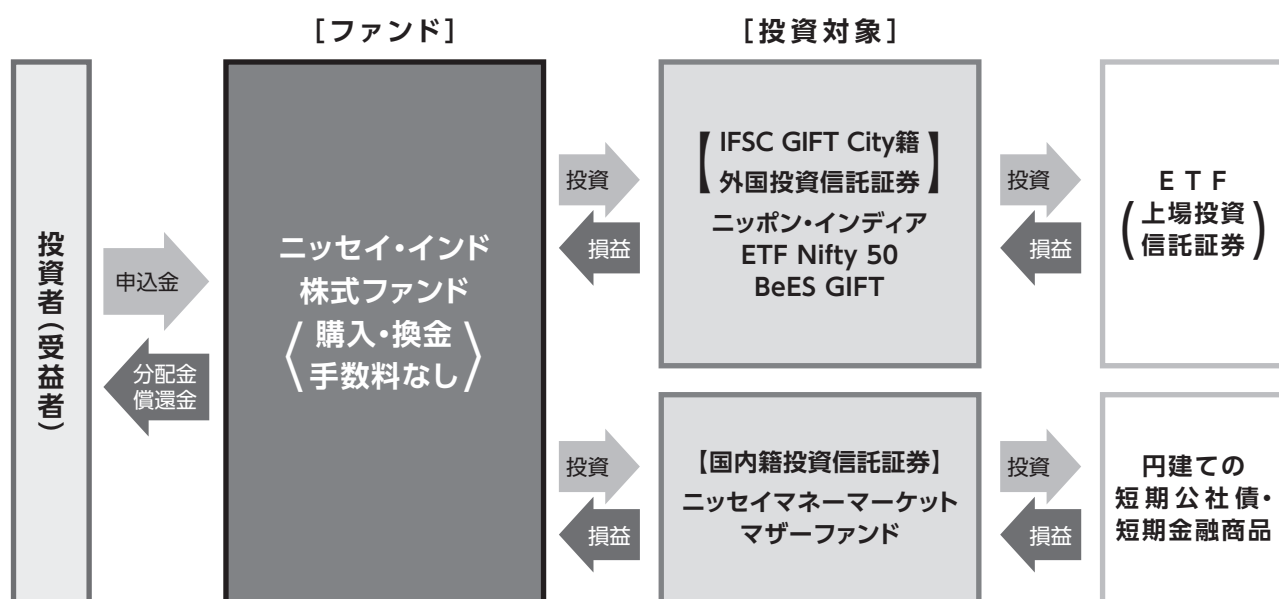 ［ファンド］
［投資対象］
投資者（受益者）
申込金
分配金
償還金
ニッセイ・インド
株式ファンド
〈購入・換金
手数料なし〉
投資
損益
【IFSC GIFT City籍
外国投資信託証券】
ニッポン・インディア
ETF Nifty 50
BeES GIFT
投資
損益
ＥＴＦ
（上場投資
信託証券）
投資
損益
【国内籍投資信託証券】
ニッセイマネーマーケット
マザーファンド
投資
損益
円建ての
短期公社債・
短期金融商品